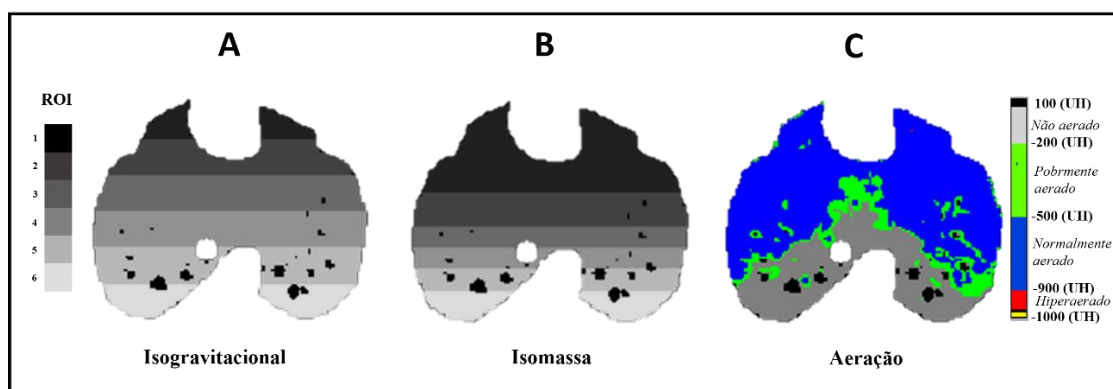 A
B
C
ROI
1
2
3
4
5
6
100 (UH)
Não aerado
-200 (UH)
Pobrmente
aerado
-500 (UH)
Normalmente
aerado
-900 (UH)
Hiperaerado
-1000 (UH)
Isogravitacional
Isomassa
Aeração